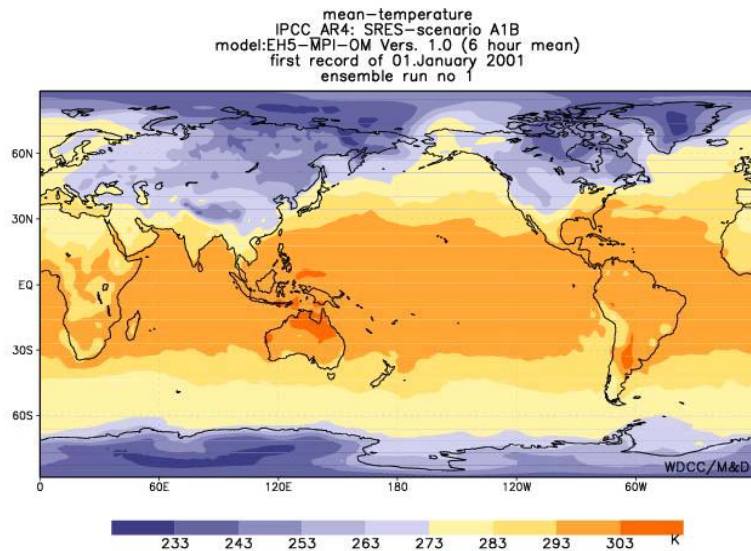 mean-temperature
IPCC_AR4: SRES-scenario A1B
model:EH5-MPI-OM Vers. 1.0 (6 hour mean)
first record of 01.January 2001
ensemble run no 1
60N
30N
EQ
30S
60S
WDCC/M&D
0 60E 120E 180 120W 60W
233 243 253 263 273 283 293 303 K